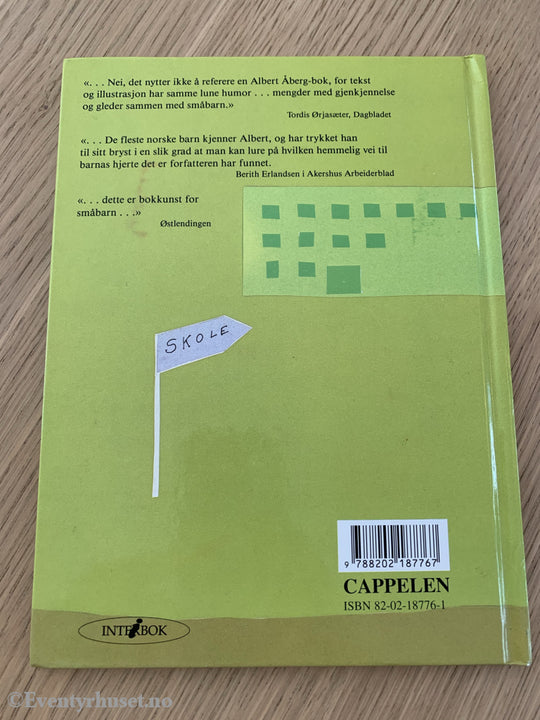 «. . . Nei, det nytter ikke å referere en Albert Åberg-bok, for tekst
og illustrasjon har samme lune humor . . . mengder med gjenkjennelse
og gleder sammen med småbarn.»
Tordis Ørjasæter, Dagbladet
«. . . De fleste norske barn kjenner Albert, og har trykket han
til sitt bryst i en slik grad at man kan lure på hvilken hemmelig vei til
barnas hjerte det er forfatteren har funnet.
Berith Erlandsen i Akershus Arbeiderblad
«. . . dette er bokkunst for
småbarn . . .»
Østlendingen
SKOLE
9 788202 187767
CAPPELEN
ISBN 82-02-18776-1
INTERBOK
©Eventyrhuset.no